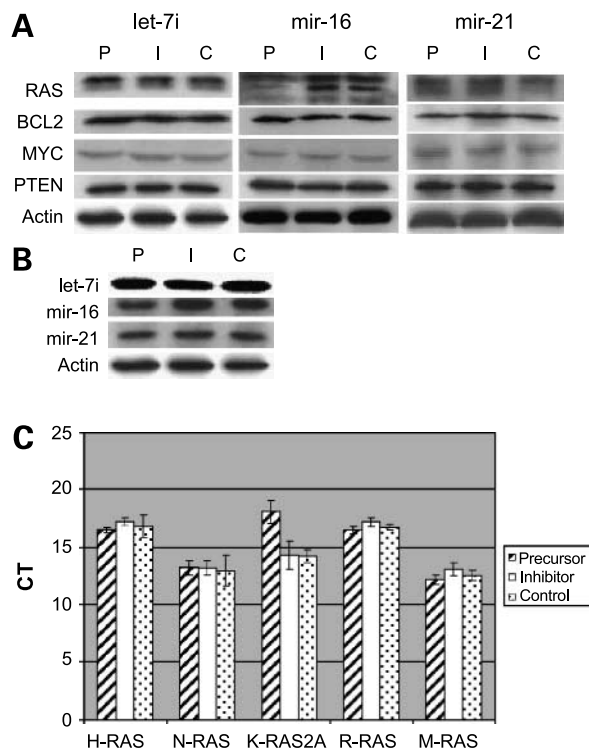 A
let-7i mir-16 mir-21
P I C P I C P I C
RAS
BCL2
MYC
PTEN
Actin
B
P I C
let-7i
mir-16
mir-21
Actin
C
25
20
15
10
5
0
CT
Precursor
Inhibitor
Control
H-RAS N-RAS K-RAS2A R-RAS M-RAS